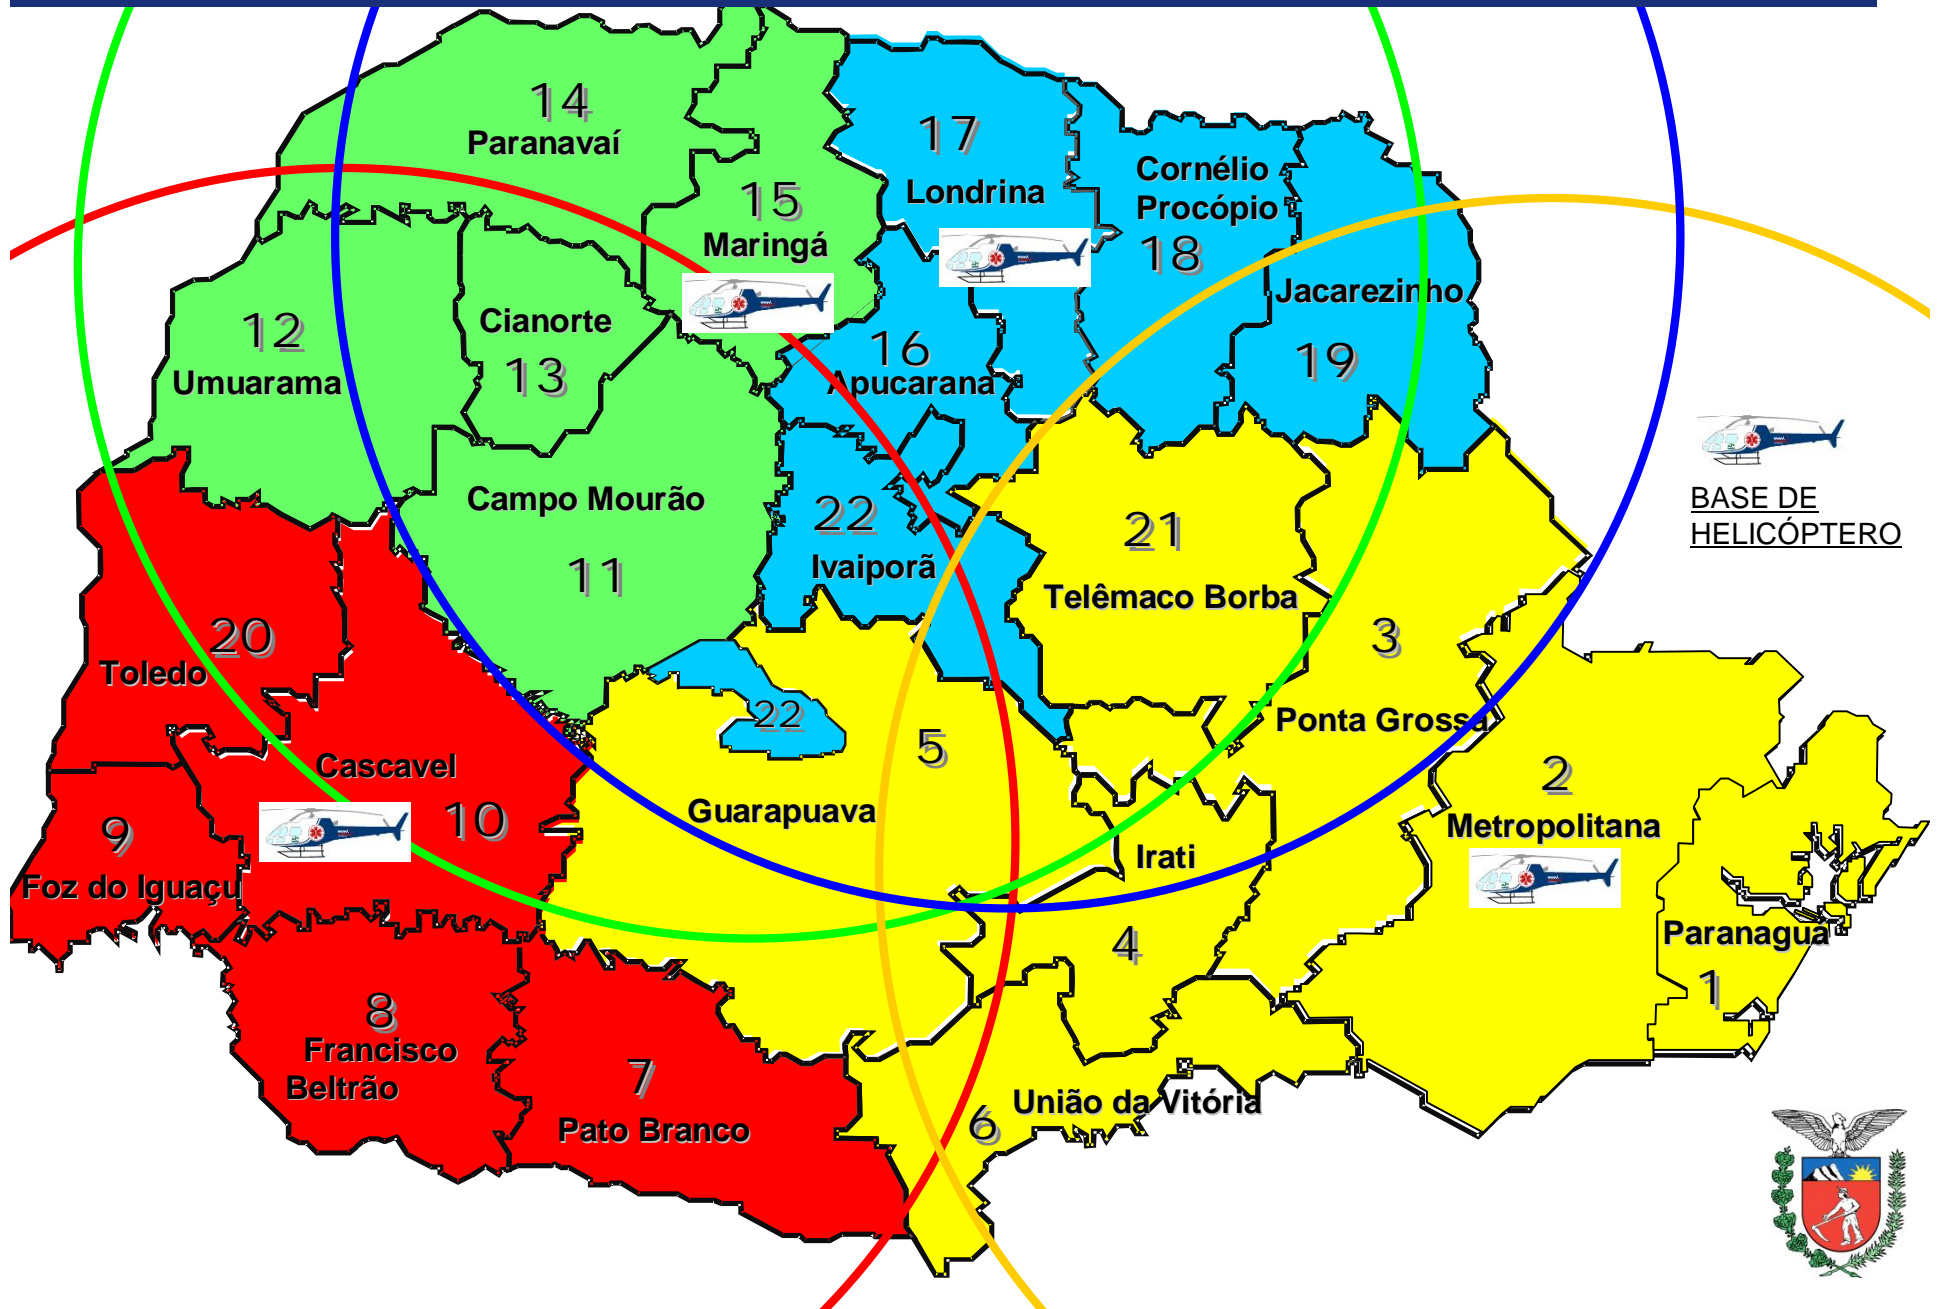 14
Paranavaí
15
Maringá
17
Londrina
Cornélio
Procópio
18
Jacarezinho
19
12
Umuarama
Cianorte
13
16
Apucarana
Campo Mourão
11
22
Ivaiporã
21
Telêmaco Borba
BASE DE
HELICÓPTERO
20
Toledo
3
Ponta Grossa
22
5
Guarapuava
Cascavel
10
9
Foz do Iguaçu
2
Metropolitana
Irati
4
Paranagua
1
8
Francisco
Beltrão
7
Pato Branco
6
União da Vitória